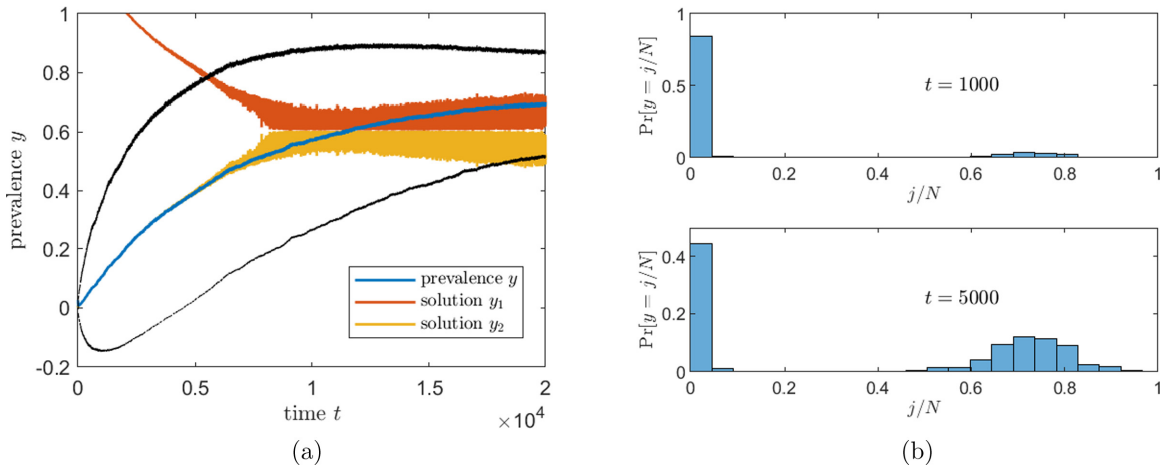 1
0.8
0.6
0.4
0.2
0
-0.2
prevalence y
prevalence y
solution y₁
solution y₂
0 0.5 1 1.5 2
time t
×10⁴
(a)
1
0.5
0
Pr[y = j/N]
t = 1000
0 0.2 0.4 0.6 0.8 1
j/N
0.4
0.2
0
Pr[y = j/N]
t = 5000
0 0.2 0.4 0.6 0.8 1
j/N
(b)